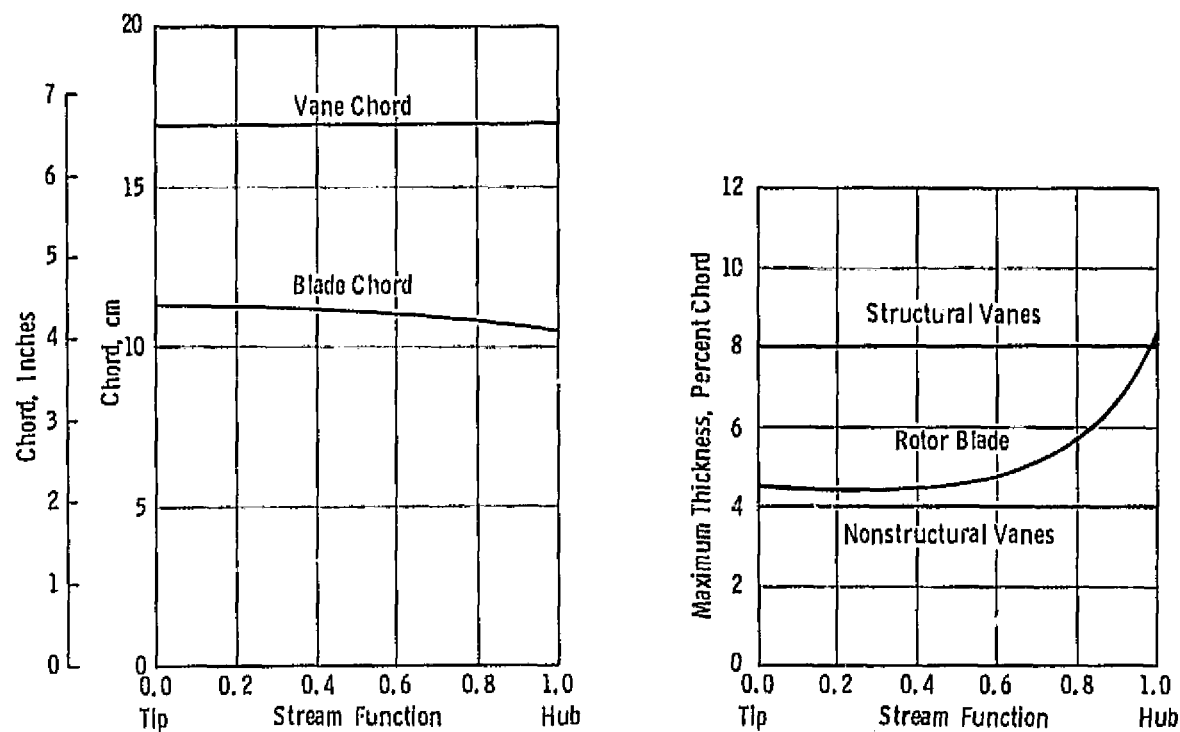 20
15
10
5
0
7
6
5
4
3
2
1
0
Chord, Inches
Chord, cm
Vane Chord
Blade Chord
0.0 0.2 0.4 0.6 0.8 1.0
Tip Stream Function Hub
12
10
8
6
4
2
0
Maximum Thickness, Percent Chord
Structural Vanes
Rotor Blade
Nonstructural Vanes
0.0 0.2 0.4 0.6 0.8 1.0
Tip Stream Function Hub